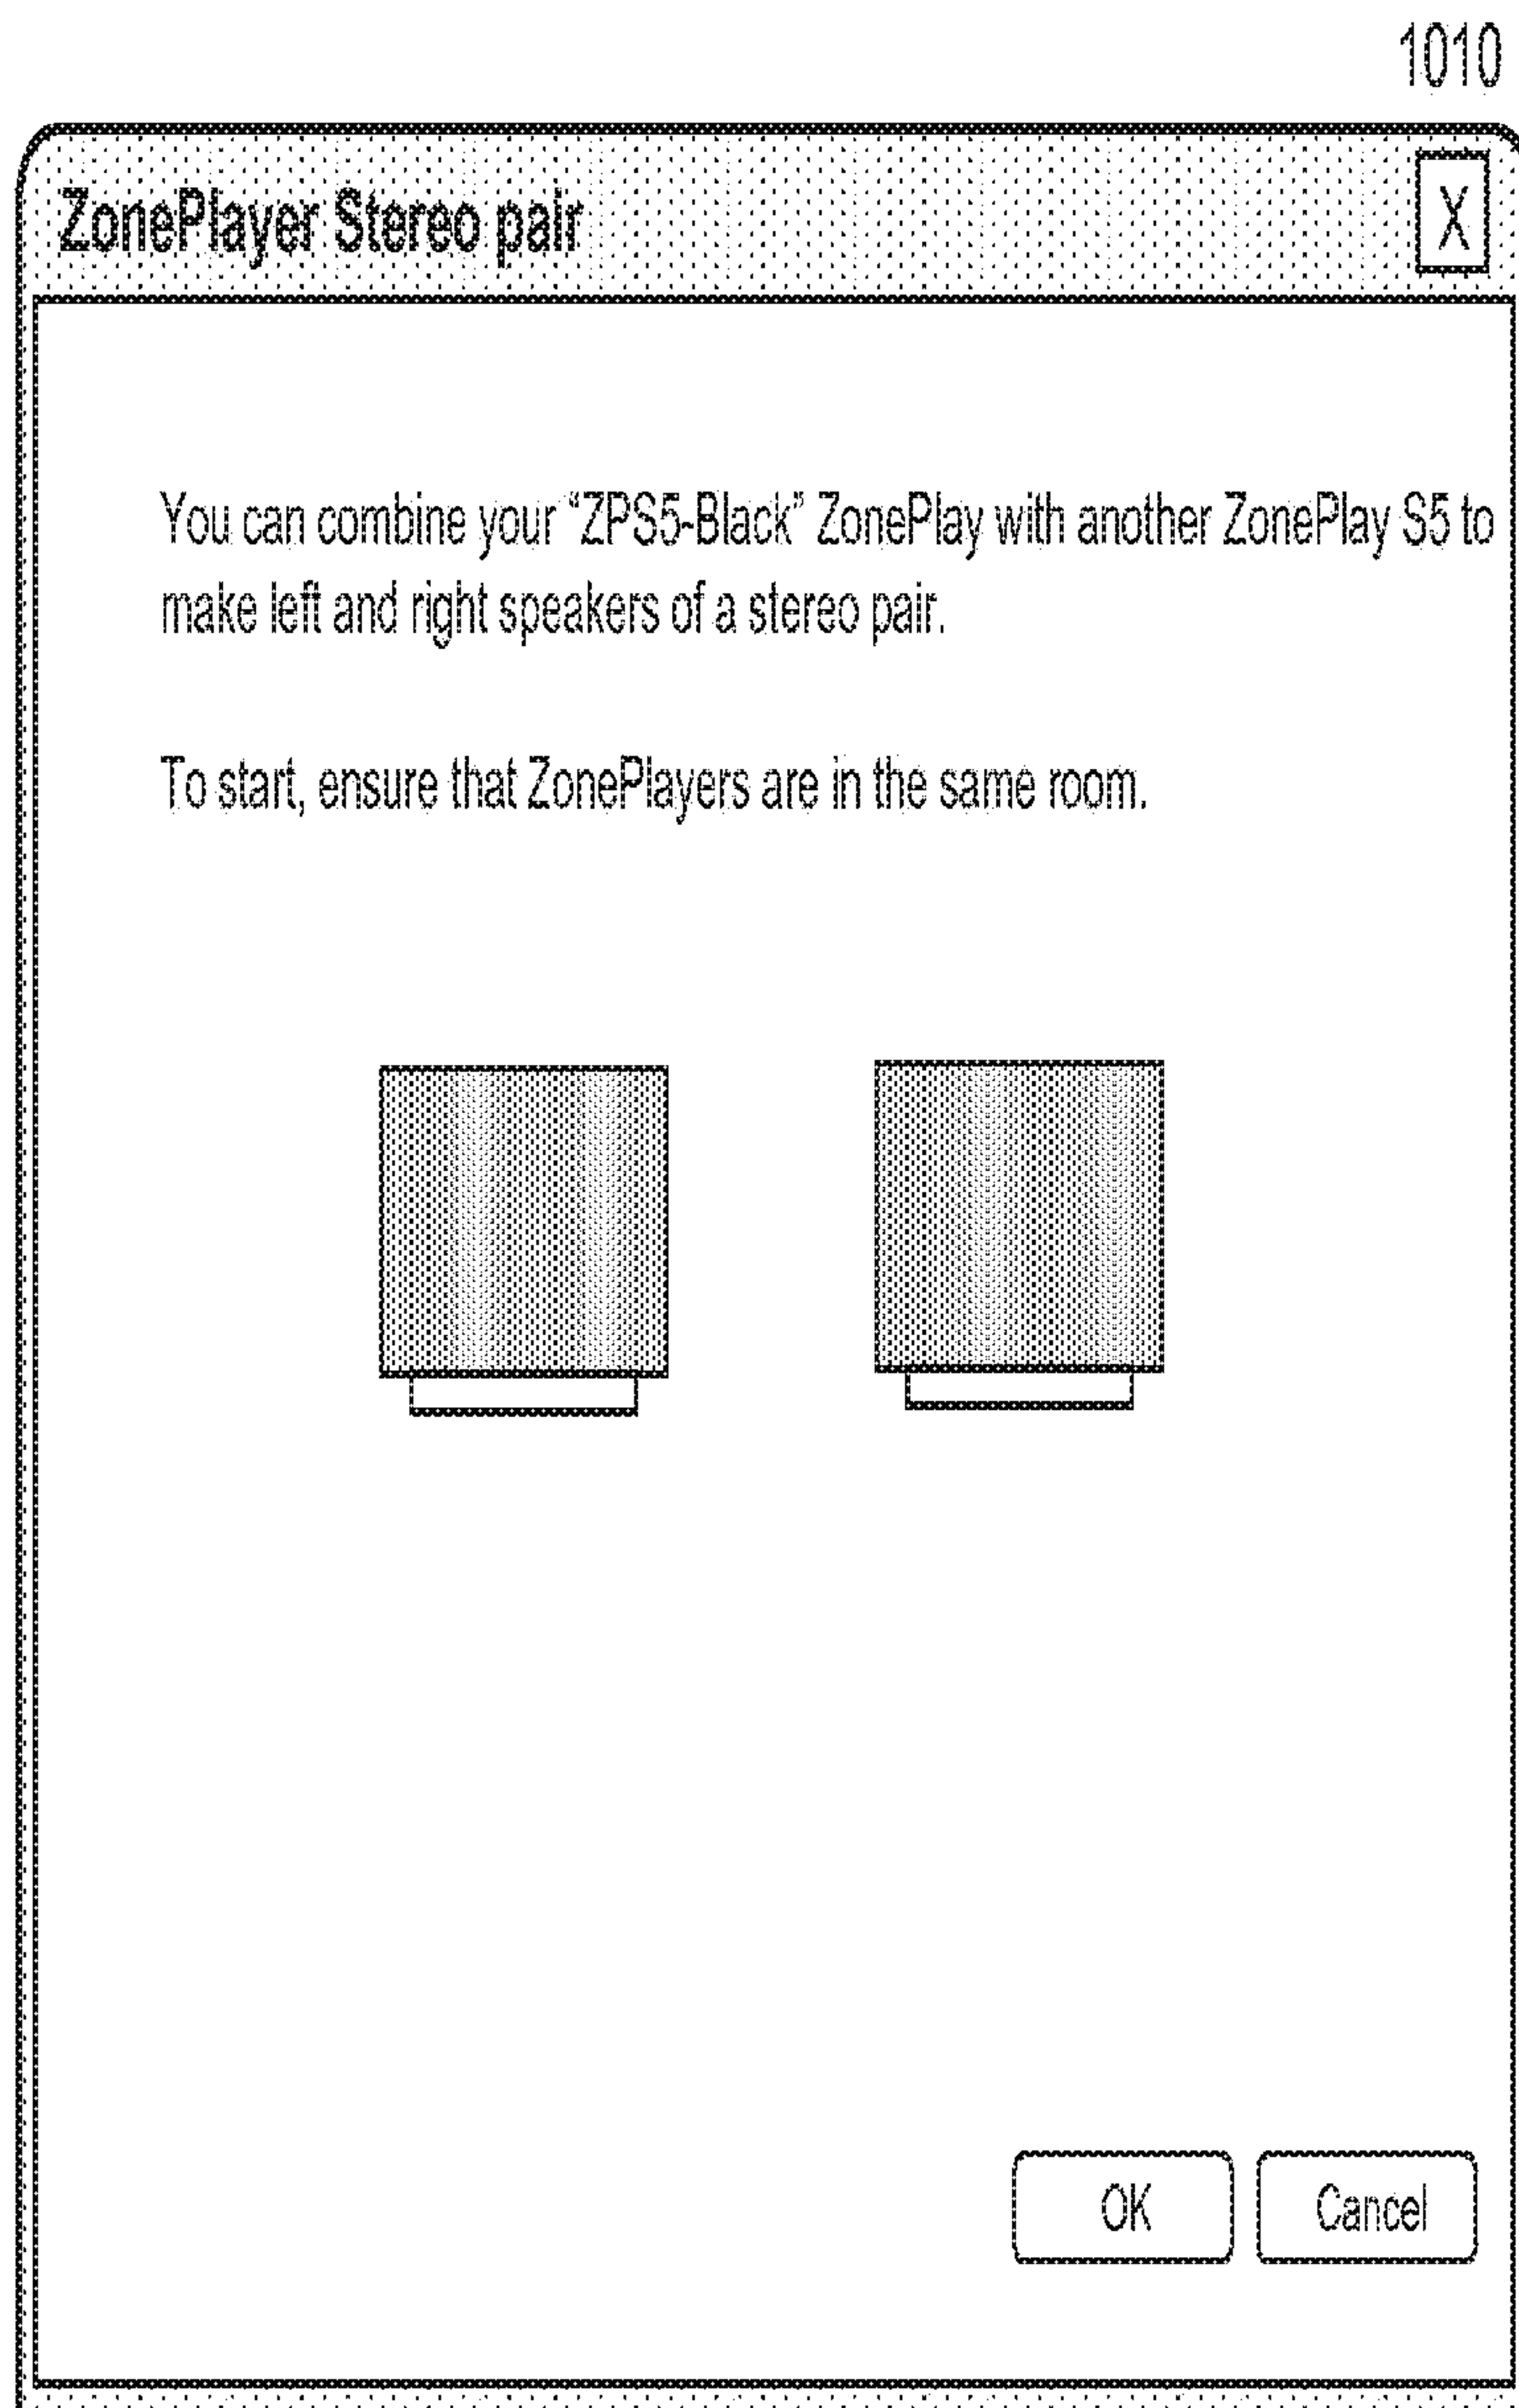 1010
ZonePlayer Stereo pair
X
You can combine your “ZPS5-Black” ZonePlay with another ZonePlay S5 to
make left and right speakers of a stereo pair.
To start, ensure that ZonePlayers are in the same room.
OK
Cancel